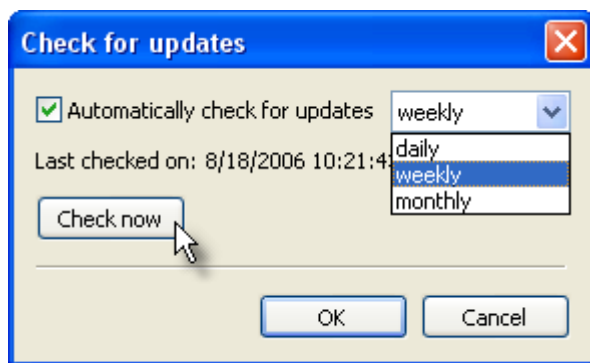 Check for updates
Automatically check for updates weekly
daily
Last checked on: 8/18/2006 10:21:4
weekly
monthly
Check now
OK Cancel